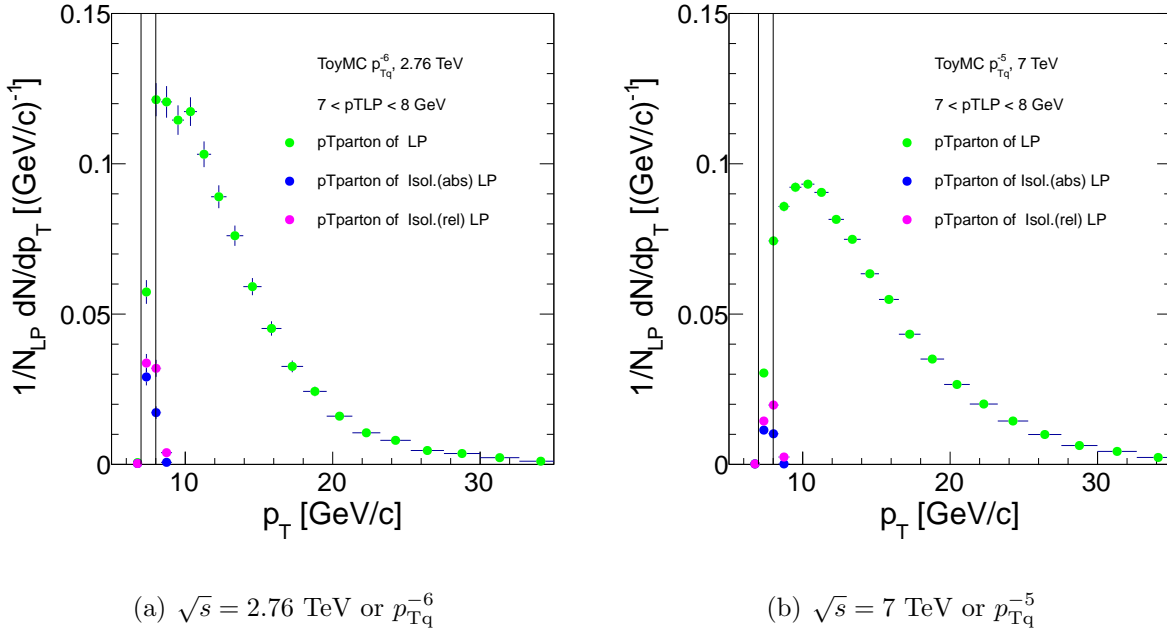 1/N_LP dN/dp_T [(GeV/c)^-1]
0.15
0.1
0.05
0
ToyMC p_Tq^-6, 2.76 TeV
7 < pTLP < 8 GeV
pTparton of LP
pTparton of Isol.(abs) LP
pTparton of Isol.(rel) LP
10 20 30
p_T [GeV/c]
(a) √s = 2.76 TeV or p_Tq^−6
1/N_LP dN/dp_T [(GeV/c)^-1]
0.15
0.1
0.05
0
ToyMC p_Tq^-5, 7 TeV
7 < pTLP < 8 GeV
pTparton of LP
pTparton of Isol.(abs) LP
pTparton of Isol.(rel) LP
10 20 30
p_T [GeV/c]
(b) √s = 7 TeV or p_Tq^−5